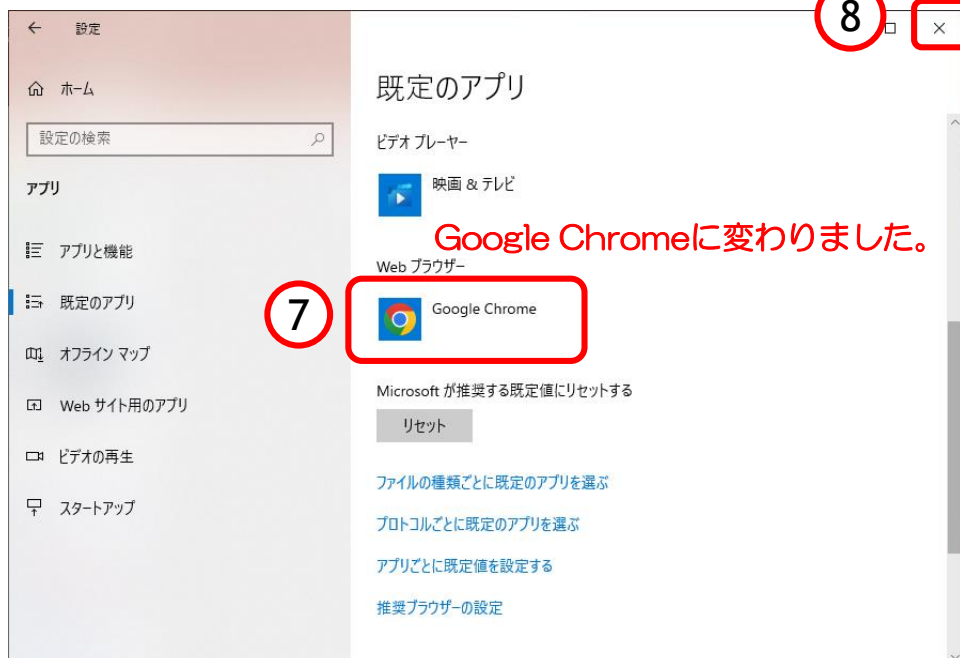 設定
8
ホーム
設定の検索
アプリ
アプリと機能
既定のアプリ
オフライン マップ
Web サイト用のアプリ
ビデオの再生
スタートアップ
既定のアプリ
ビデオ プレーヤー
映画 & テレビ
Google Chromeに変わりました。
Web ブラウザー
7
Google Chrome
Microsoft が推奨する既定値にリセットする
リセット
ファイルの種類ごとに既定のアプリを選ぶ
プロトコルごとに既定のアプリを選ぶ
アプリごとに既定値を設定する
推奨ブラウザーの設定